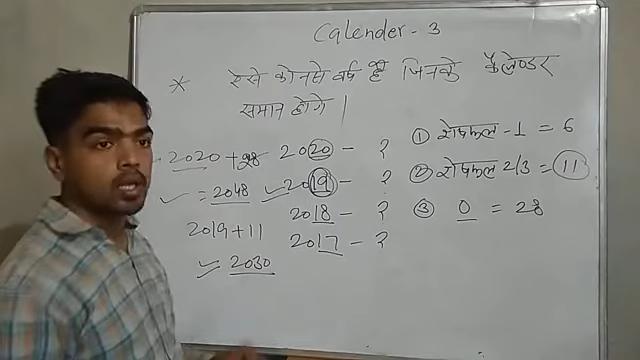 Calender - 3
* ऐसे कौनसे वर्ष है जिनके कैलेण्डर
समान होगे ।
2020 + 28
= 2048
2019 + 11
2030
2020 - ?
2019 - ?
2018 - ?
2017 - ?
① शेषफल - 1 = 6
② शेषफल 2/3 = 11
③ 0 = 28